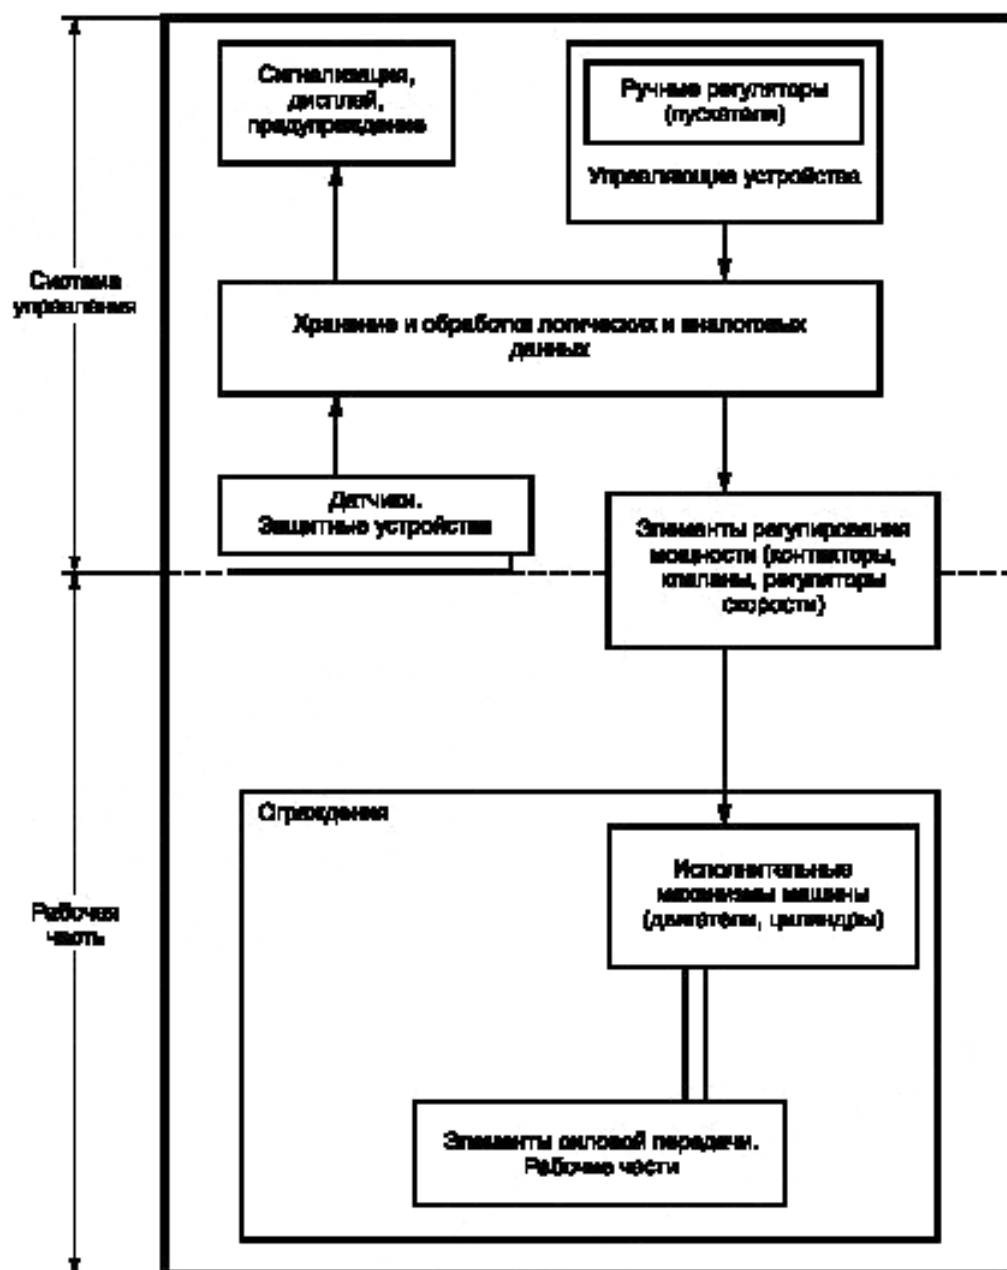 Сигнализация,
дисплей,
предупреждение
Ручные регуляторы
(пускатели)
Управляющие устройства
Система
управления
Хранение и обработка логических и аналоговых
данных
Датчики.
Защитные устройства
Элементы регулирования
мощности (контакторы,
клапаны, регуляторы
скорости)
Ограждения
Исполнительные
механизмы машины
(двигатели, цилиндры)
Рабочая
часть
Элементы силовой передачи.
Рабочие части